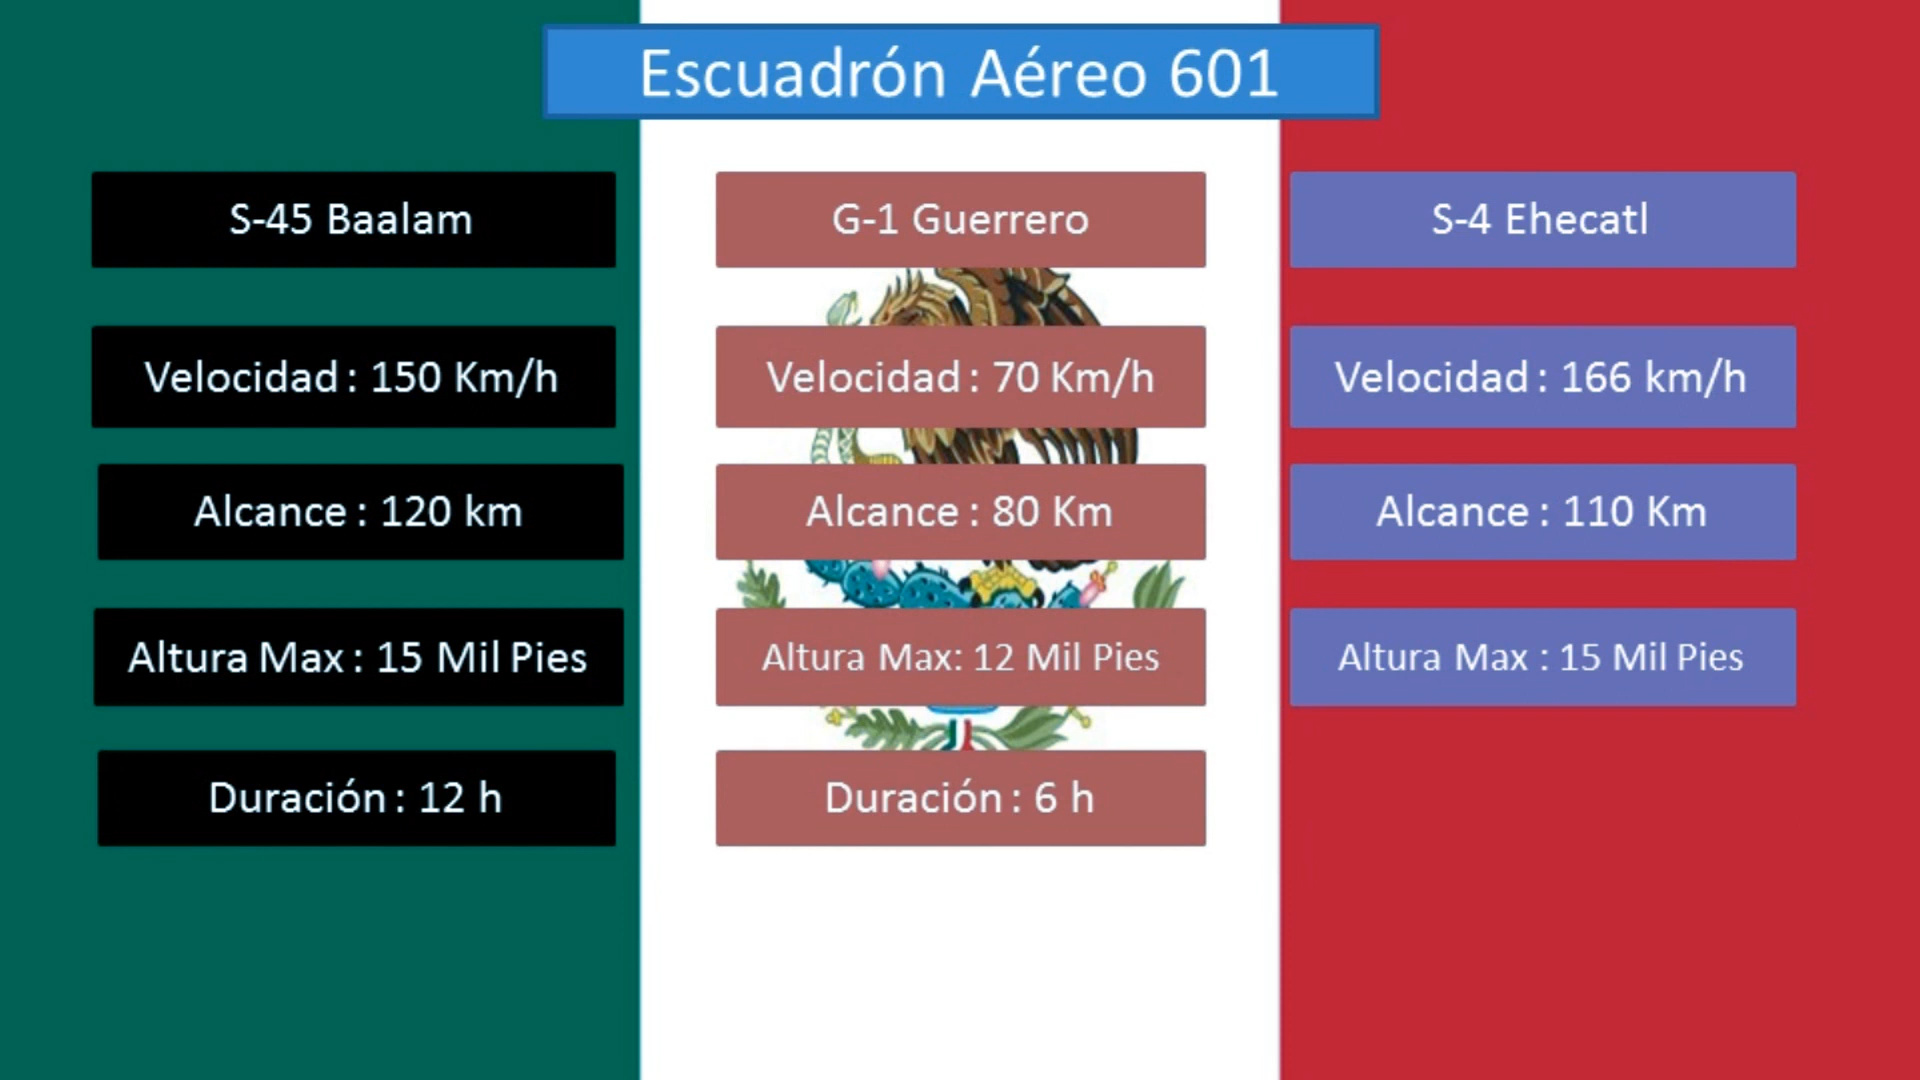 Escuadrón Aéreo 601
S-45 Baalam
Velocidad : 150 Km/h
Alcance : 120 km
Altura Max : 15 Mil Pies
Duración : 12 h
G-1 Guerrero
Velocidad : 70 Km/h
Alcance : 80 Km
Altura Max: 12 Mil Pies
Duración : 6 h
S-4 Ehecatl
Velocidad : 166 km/h
Alcance : 110 Km
Altura Max : 15 Mil Pies